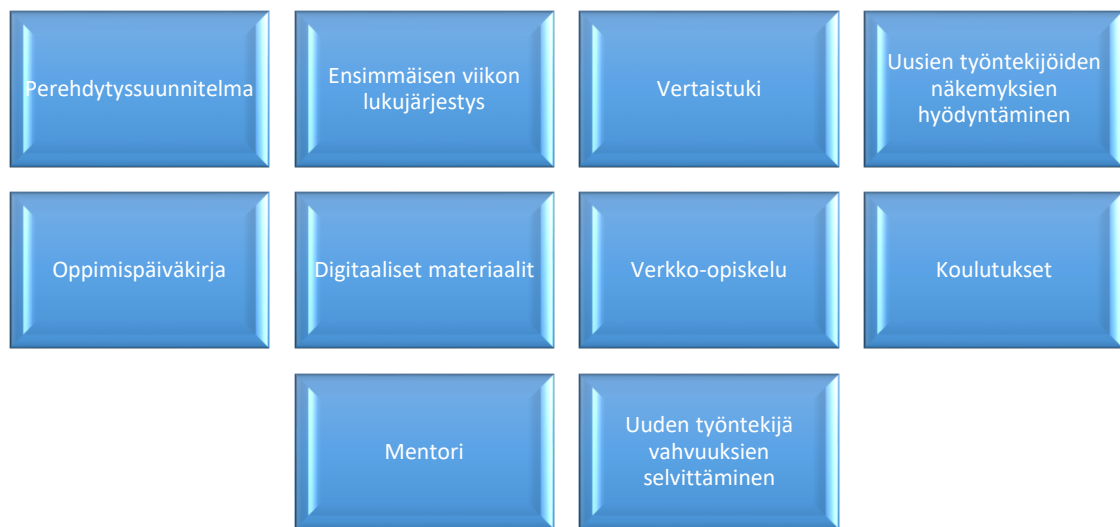 Perehdytyssuunnitelma
Ensimmäisen viikon
lukujärjestys
Vertaistuki
Uusien työntekijöiden
näkemyksien
hyödyntäminen
Oppimispäiväkirja
Digitaaliset materiaalit
Verkko-opiskelu
Koulutukset
Mentori
Uuden työntekijä
vahvuuksien
selvittäminen